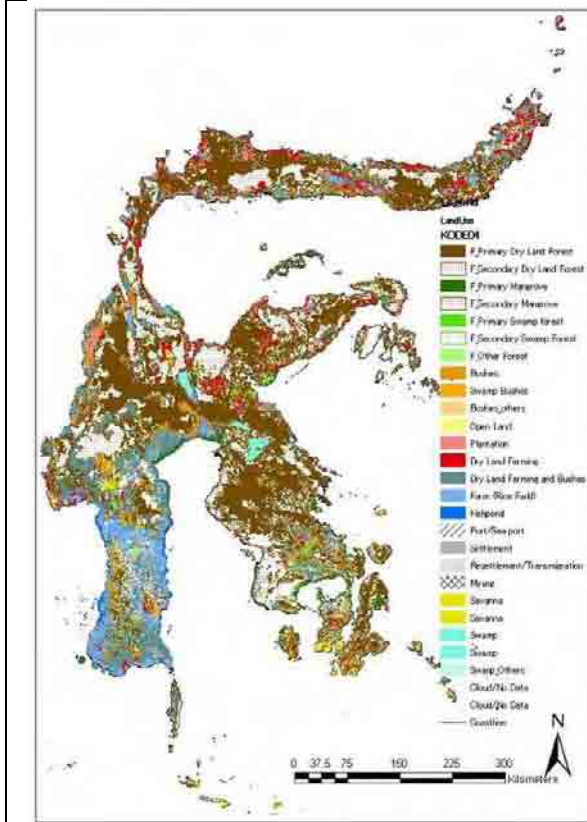 LandUse
KODE04
F_Primary Dry Land Forest
F_Secondary Dry Land Forest
F_Primary Mangrove
F_Secondary Mangrove
F_Primary Swamp forest
F_Secondary Swamp Forest
F_Other Forest
Bushes
Swamp Bushes
Bushes_others
Open Land
Plantation
Dry Land Farming
Dry Land Farming and Bushes
Farm (Rice Field)
Fishpond
Port/Sea port
Settlement
Resettlement/Transmigration
Mining
Savanna
Savanna
Swamp
Swamp
Swamp_Others
Cloud/No Data
Cloud/No Data
Coastline
N
0 37.5 75 150 225 300
Kilometers